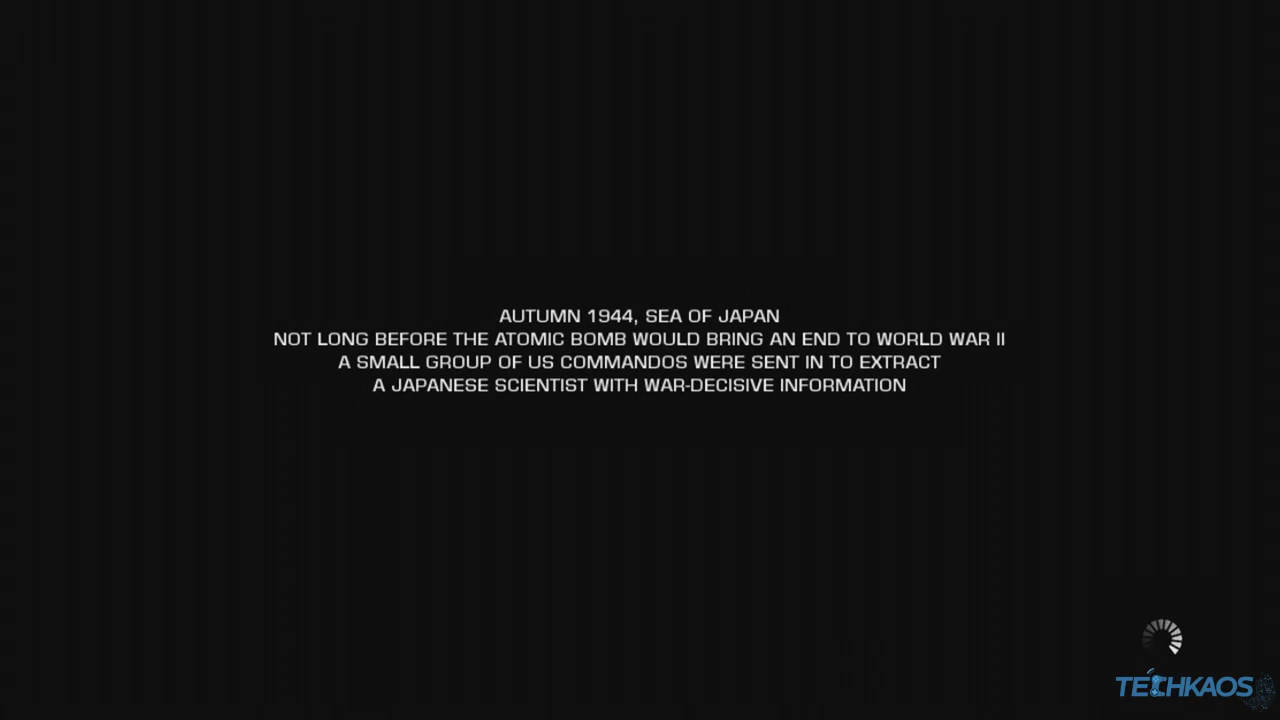 AUTUMN 1944, SEA OF JAPAN
NOT LONG BEFORE THE ATOMIC BOMB WOULD BRING AN END TO WORLD WAR II
A SMALL GROUP OF US COMMANDOS WERE SENT IN TO EXTRACT
A JAPANESE SCIENTIST WITH WAR-DECISIVE INFORMATION
TECHKAOS